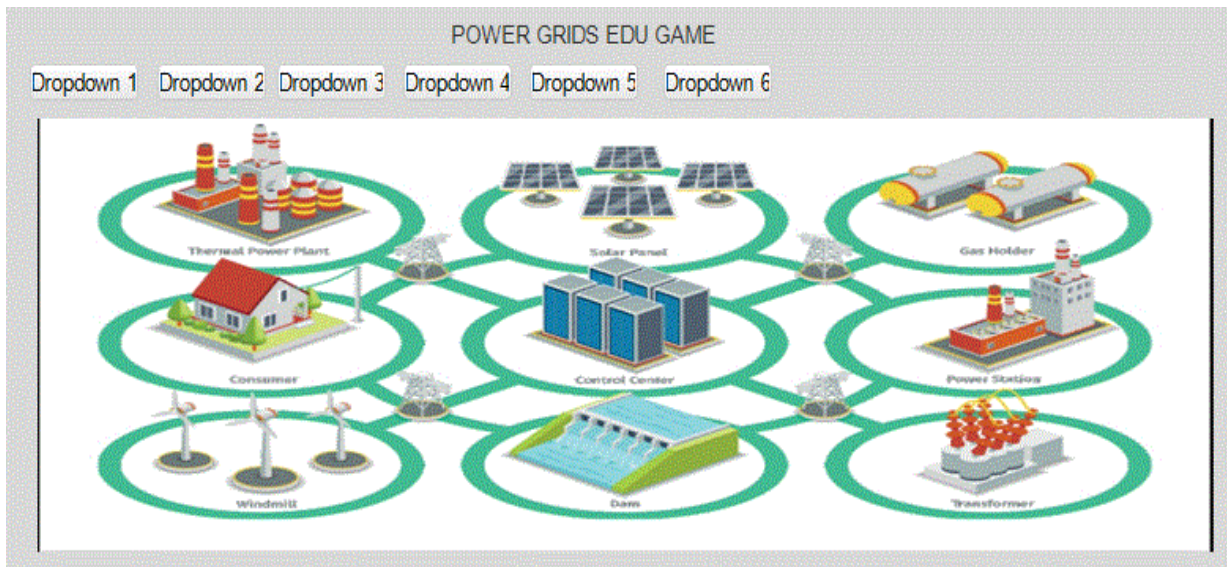 POWER GRIDS EDU GAME
Dropdown 1 Dropdown 2 Dropdown 3 Dropdown 4 Dropdown 5 Dropdown 6
Thermal Power Plant Solar Panel Gas Holder
Consumer Control Center Power Station
Windmill Dam Transformer